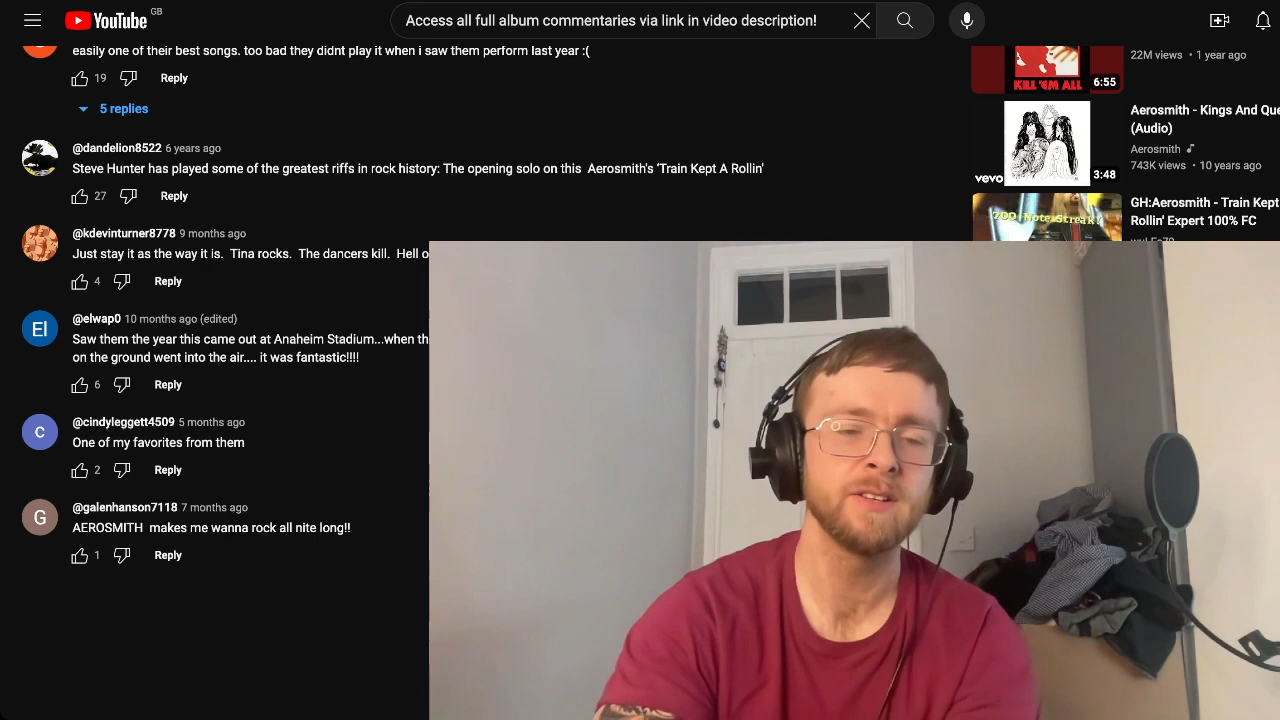 YouTube GB
Access all full album commentaries via link in video description!
easily one of their best songs. too bad they didnt play it when i saw them perform last year :(
19 Reply
5 replies
@dandelion8522 6 years ago
Steve Hunter has played some of the greatest riffs in rock history: The opening solo on this Aerosmith's 'Train Kept A Rollin'
27 Reply
@kdevinturner8778 9 months ago
Just stay it as the way it is. Tina rocks. The dancers kill. Hell o
4 Reply
El
@elwap0 10 months ago (edited)
Saw them the year this came out at Anaheim Stadium...when th
on the ground went into the air.... it was fantastic!!!!
6 Reply
C
@cindyleggett4509 5 months ago
One of my favorites from them
2 Reply
G
@galenhanson7118 7 months ago
AEROSMITH makes me wanna rock all nite long!!
1 Reply
KILL 'EM ALL
6:55
22M views • 1 year ago
vevo
3:48
Aerosmith - Kings And Que
(Audio)
Aerosmith
743K views • 10 years ago
200 Note Streak!
GH:Aerosmith - Train Kept
Rollin' Expert 100% FC